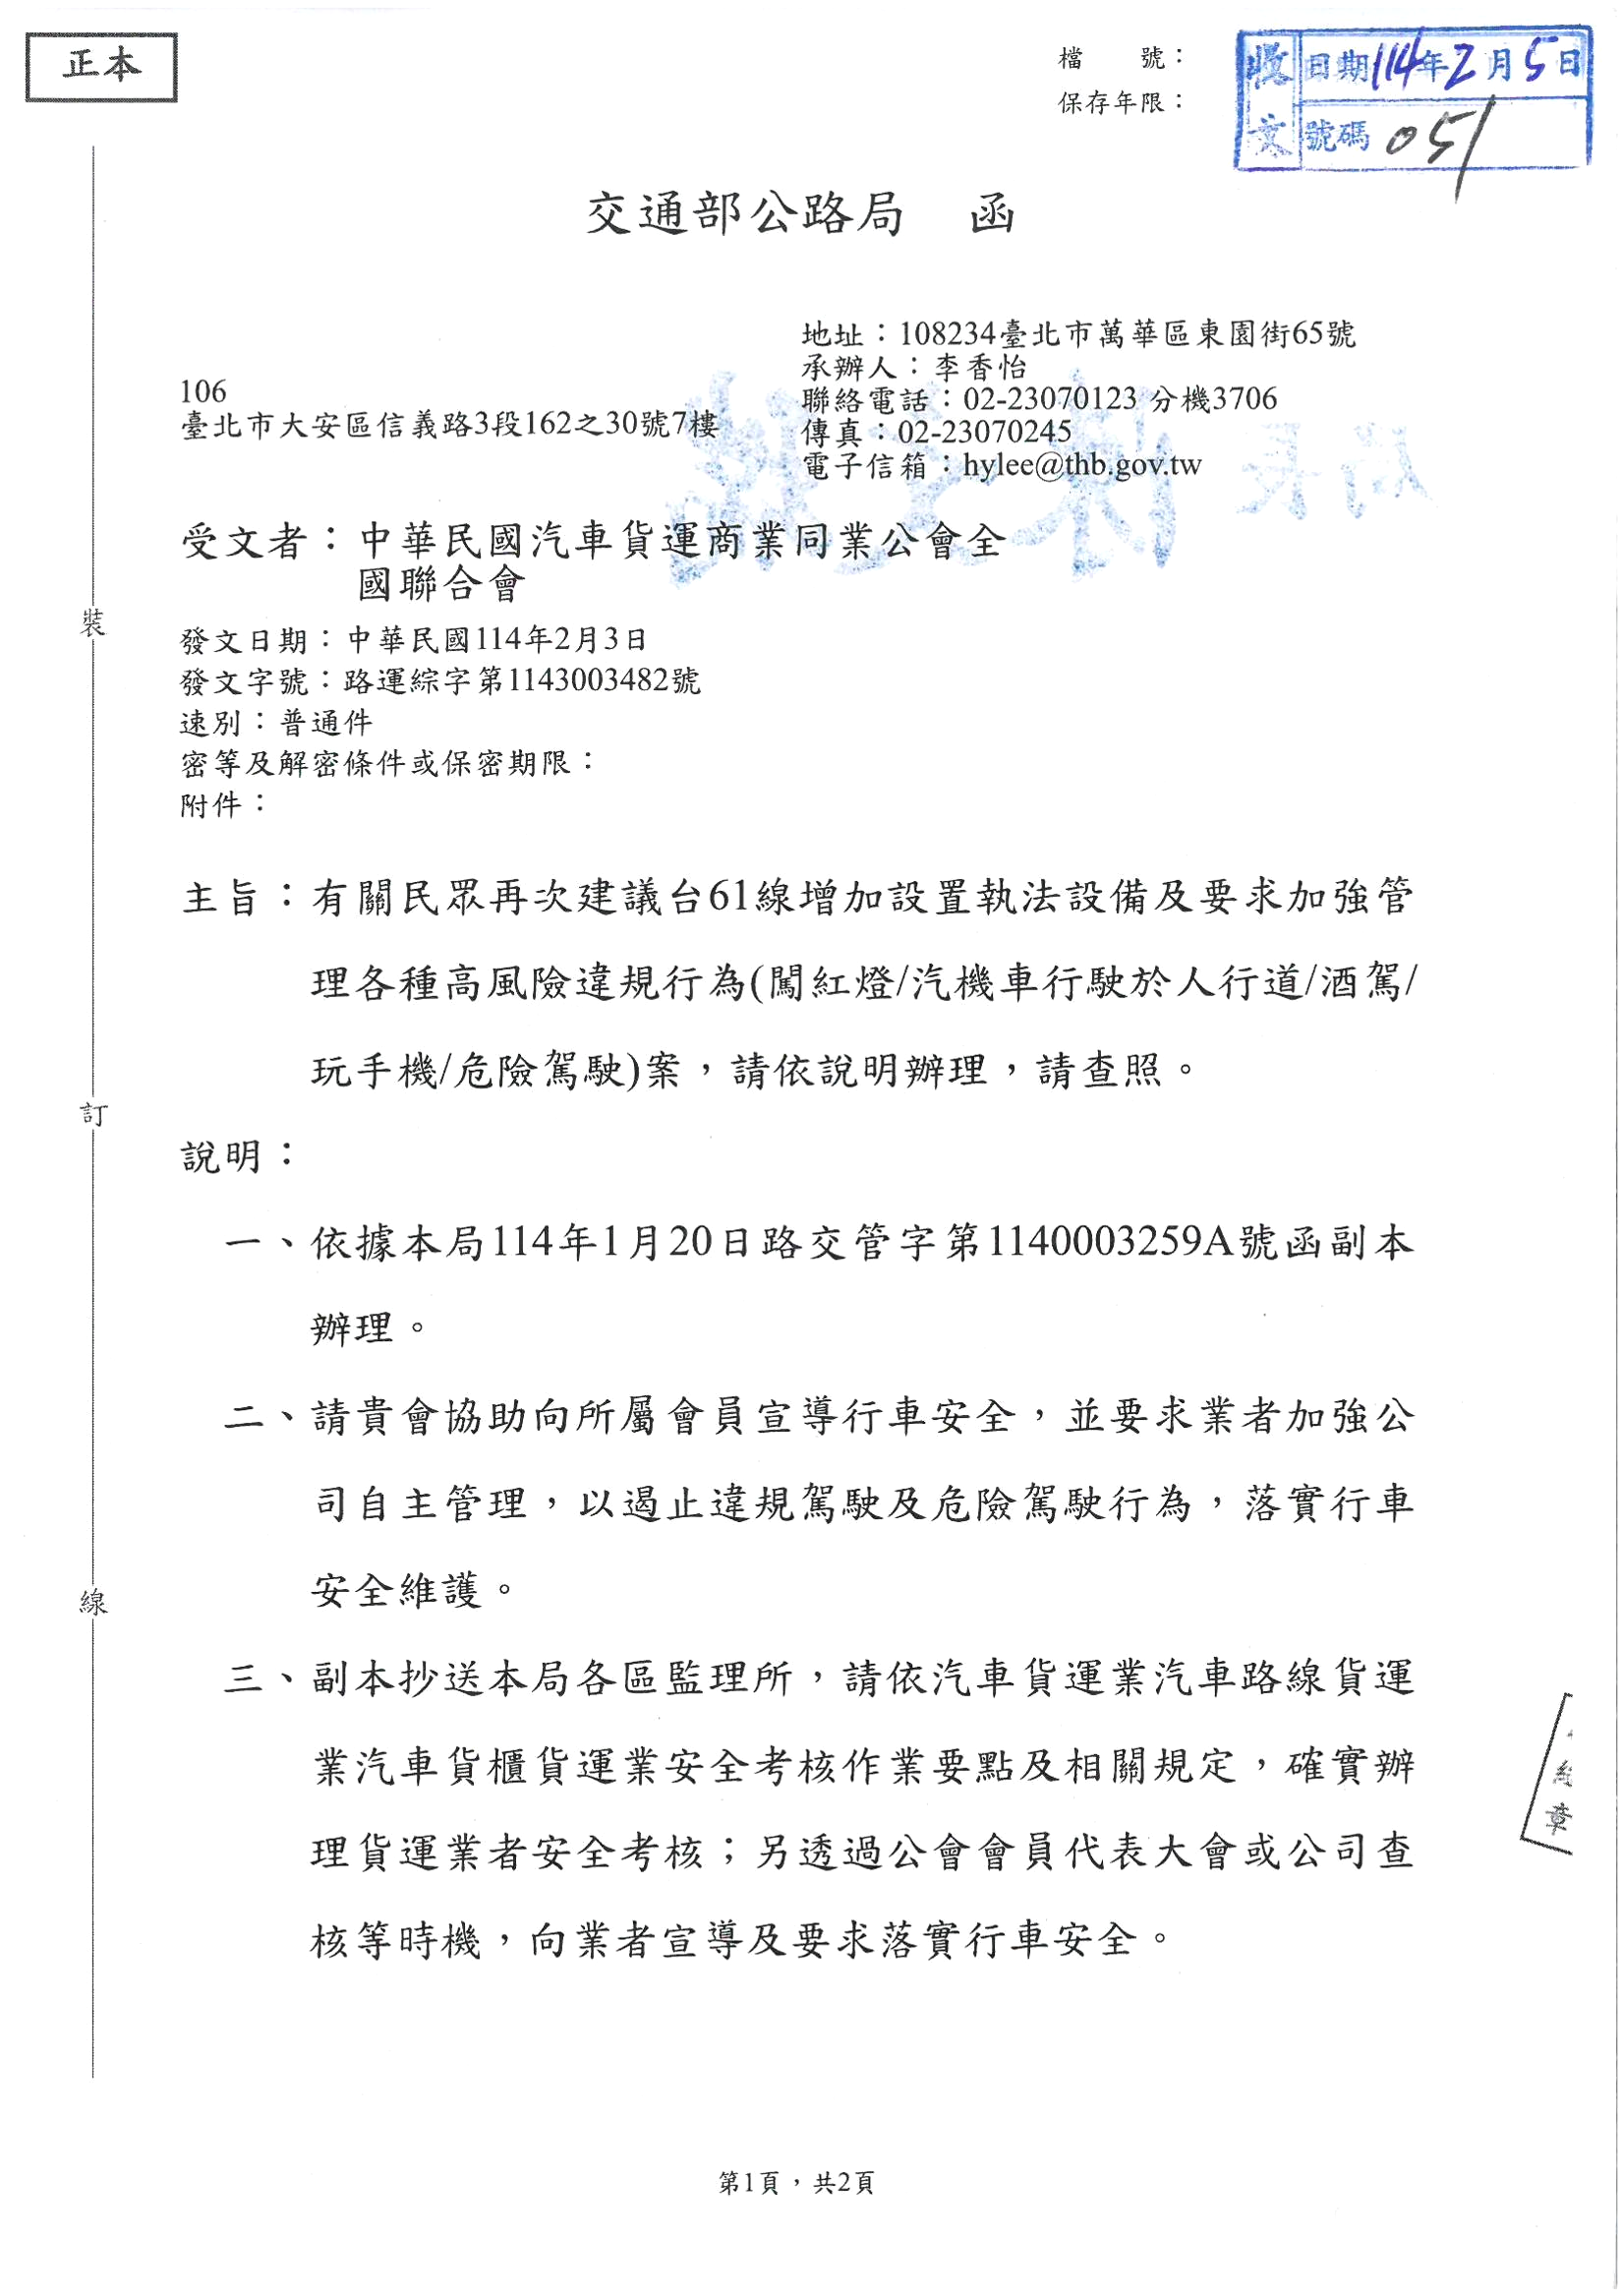 正本
檔　　號：
保存年限：
收文
日期114年2月5日
號碼 051
交通部公路局　函
地址：108234臺北市萬華區東園街65號
承辦人：李香怡
聯絡電話：02-23070123 分機3706
傳真：02-23070245
電子信箱：hylee@thb.gov.tw
106
臺北市大安區信義路3段162之30號7樓
受文者：中華民國汽車貨運商業同業公會全
國聯合會
發文日期：中華民國114年2月3日
發文字號：路運綜字第1143003482號
速別：普通件
密等及解密條件或保密期限：
附件：
主旨：有關民眾再次建議台61線增加設置執法設備及要求加強管
理各種高風險違規行為(闖紅燈/汽機車行駛於人行道/酒駕/
玩手機/危險駕駛)案，請依說明辦理，請查照。
說明：
一、依據本局114年1月20日路交管字第1140003259A號函副本
辦理。
二、請貴會協助向所屬會員宣導行車安全，並要求業者加強公
司自主管理，以遏止違規駕駛及危險駕駛行為，落實行車
安全維護。
三、副本抄送本局各區監理所，請依汽車貨運業汽車路線貨運
業汽車貨櫃貨運業安全考核作業要點及相關規定，確實辦
理貨運業者安全考核；另透過公會會員代表大會或公司查
核等時機，向業者宣導及要求落實行車安全。
裝
訂
線
章
第1頁，共2頁